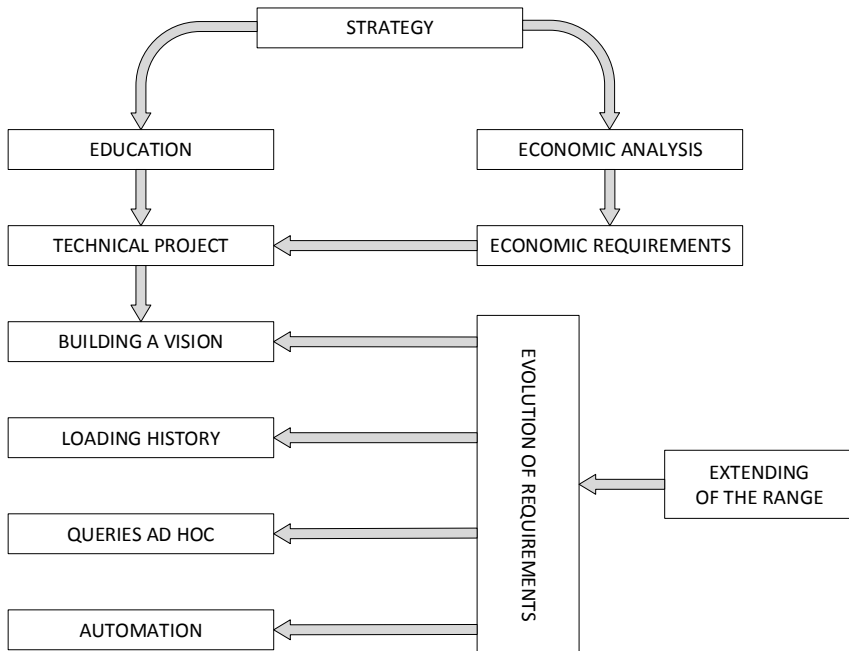 STRATEGY
EDUCATION
ECONOMIC ANALYSIS
TECHNICAL PROJECT
ECONOMIC REQUIREMENTS
BUILDING A VISION
EVOLUTION OF REQUIREMENTS
LOADING HISTORY
EXTENDING
OF THE RANGE
QUERIES AD HOC
AUTOMATION